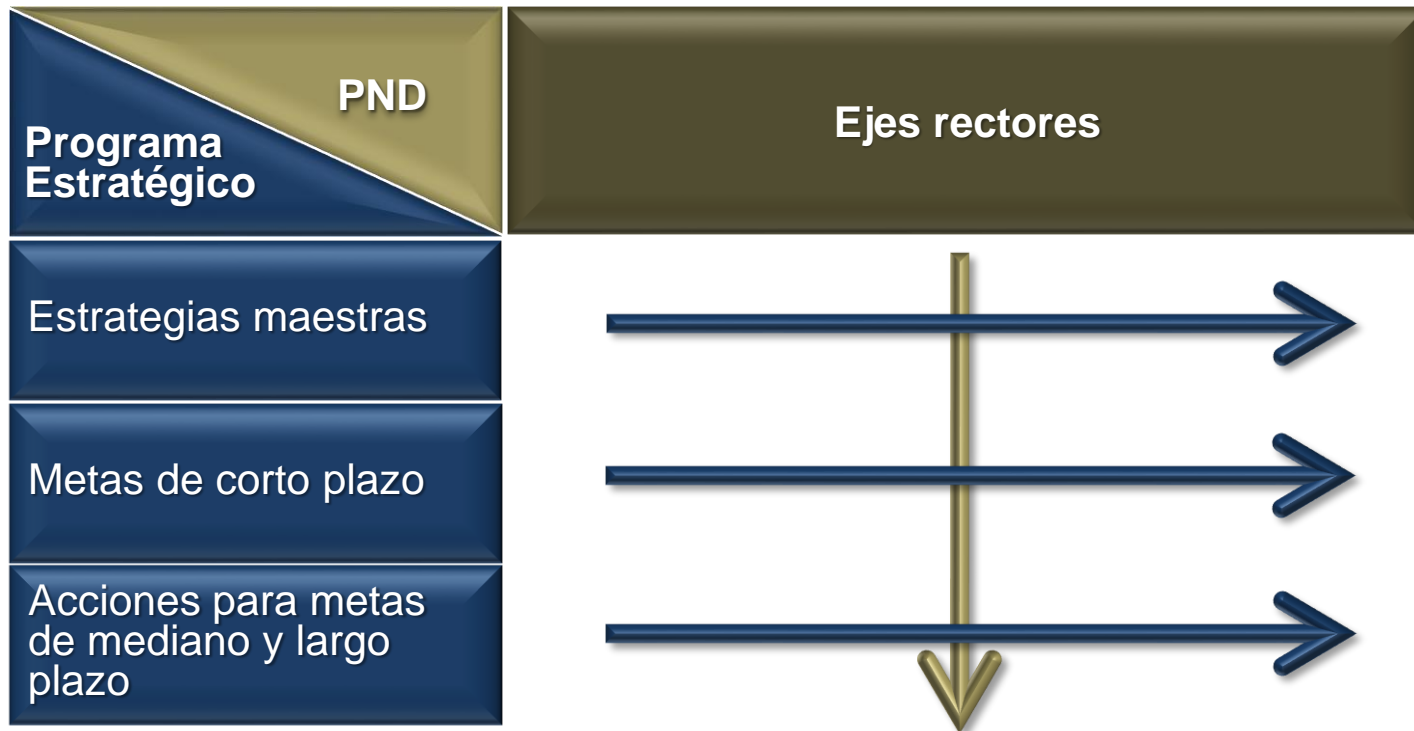 PND
Programa
Estratégico
Ejes rectores
Estrategias maestras
Metas de corto plazo
Acciones para metas
de mediano y largo
plazo